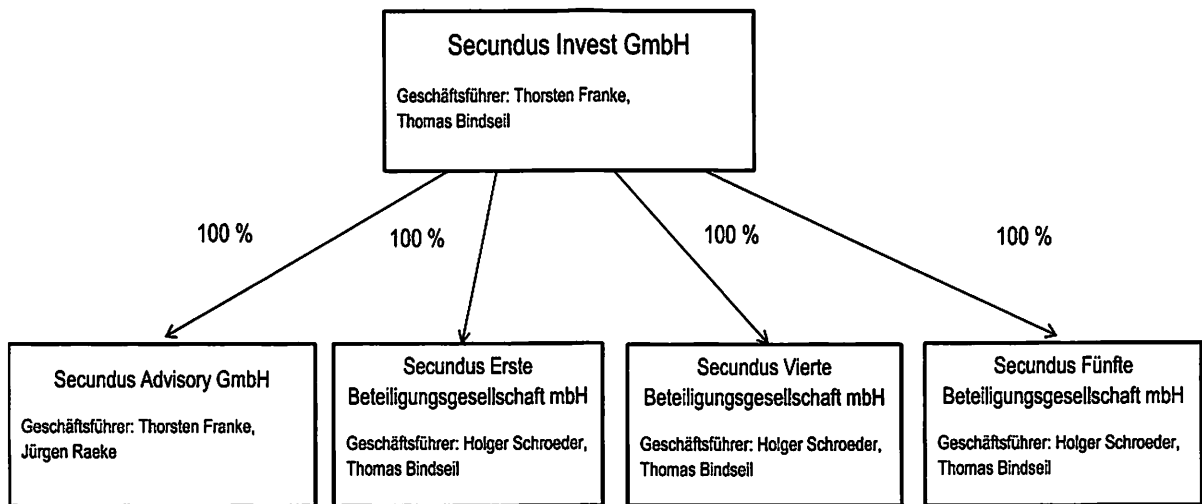 Secundus Invest GmbH
Geschäftsführer: Thorsten Franke,
Thomas Bindseil
100 %
100 %
100 %
100 %
Secundus Advisory GmbH
Geschäftsführer: Thorsten Franke,
Jürgen Raeke
Secundus Erste
Beteiligungsgesellschaft mbH
Geschäftsführer: Holger Schroeder,
Thomas Bindseil
Secundus Vierte
Beteiligungsgesellschaft mbH
Geschäftsführer: Holger Schroeder,
Thomas Bindseil
Secundus Fünfte
Beteiligungsgesellschaft mbH
Geschäftsführer: Holger Schroeder,
Thomas Bindseil